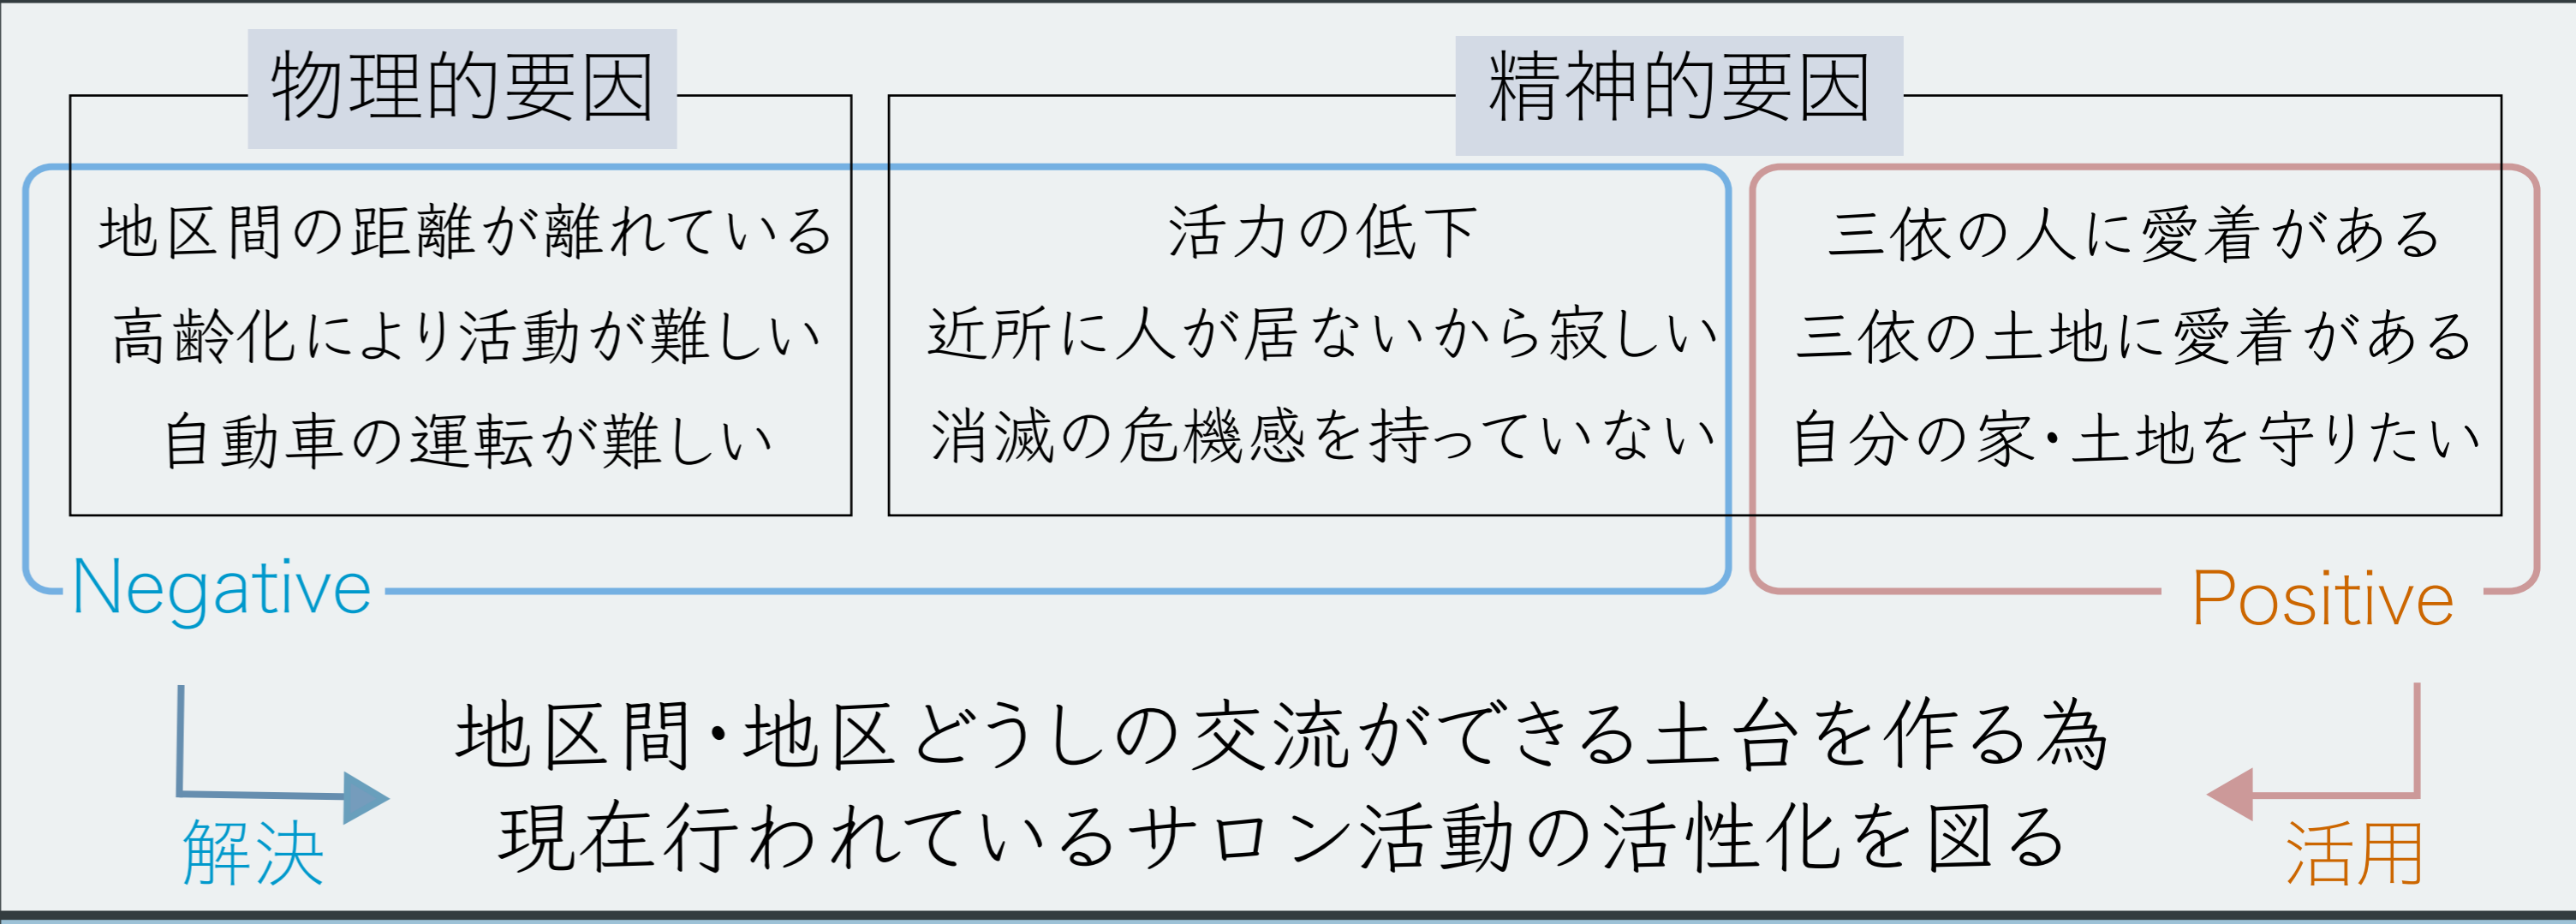 物理的要因
地区間の距離が離れている
高齢化により活動が難しい
自動車の運転が難しい
精神的要因
活力の低下
近所に人が居ないから寂しい
消滅の危機感を持っていない
三依の人に愛着がある
三依の土地に愛着がある
自分の家・土地を守りたい
Negative
Positive
解決
地区間・地区どうしの交流ができる土台を作る為
現在行われているサロン活動の活性化を図る
活用